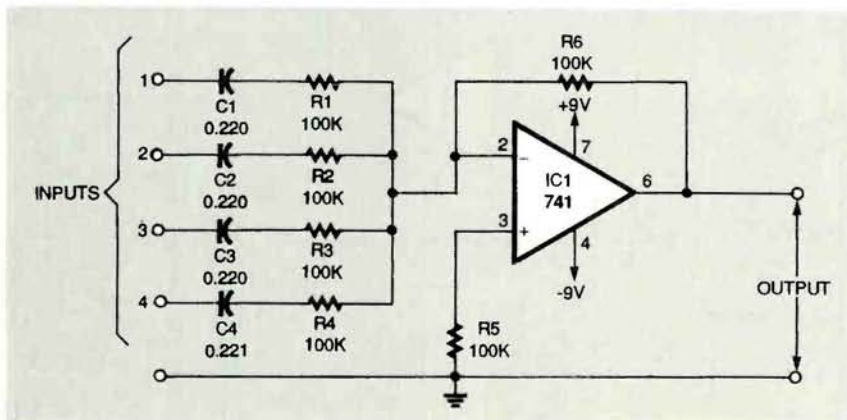 R6
100K
+9V
1
C1
0.220
R1
100K
2
C2
0.220
R2
100K
INPUTS
3
C3
0.220
R3
100K
4
C4
0.221
R4
100K
2
−
7
IC1
741
6
3
+
4
-9V
R5
100K
OUTPUT